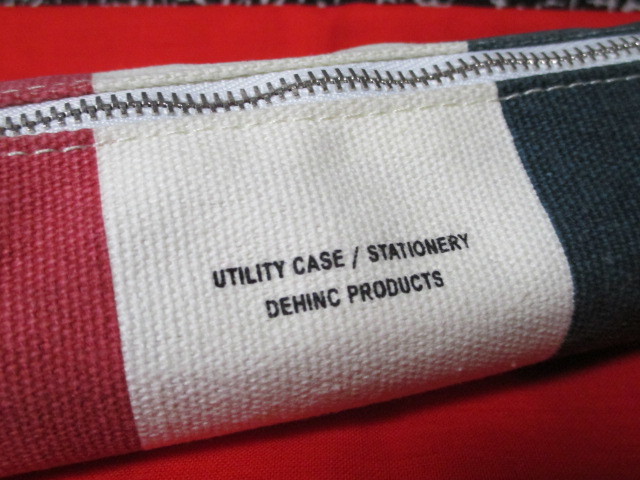 UTILITY CASE / STATIONERY
DEHINC PRODUCTS